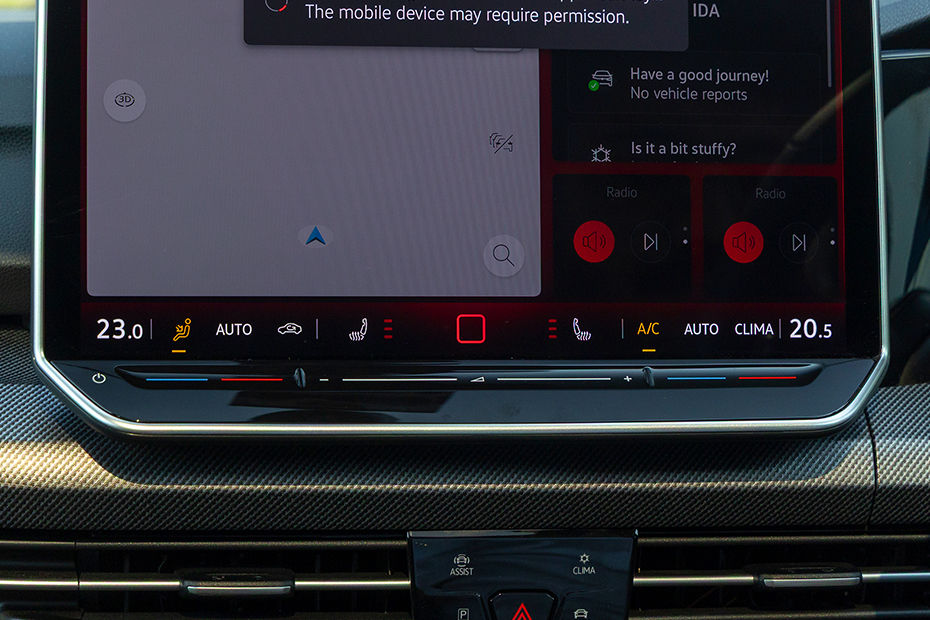 The mobile device may require permission.
IDA
3D
Have a good journey!
No vehicle reports
Is it a bit stuffy?
Radio
Radio
23.0
AUTO
A/C
AUTO
CLIMA
20.5
ASSIST
CLIMA
P